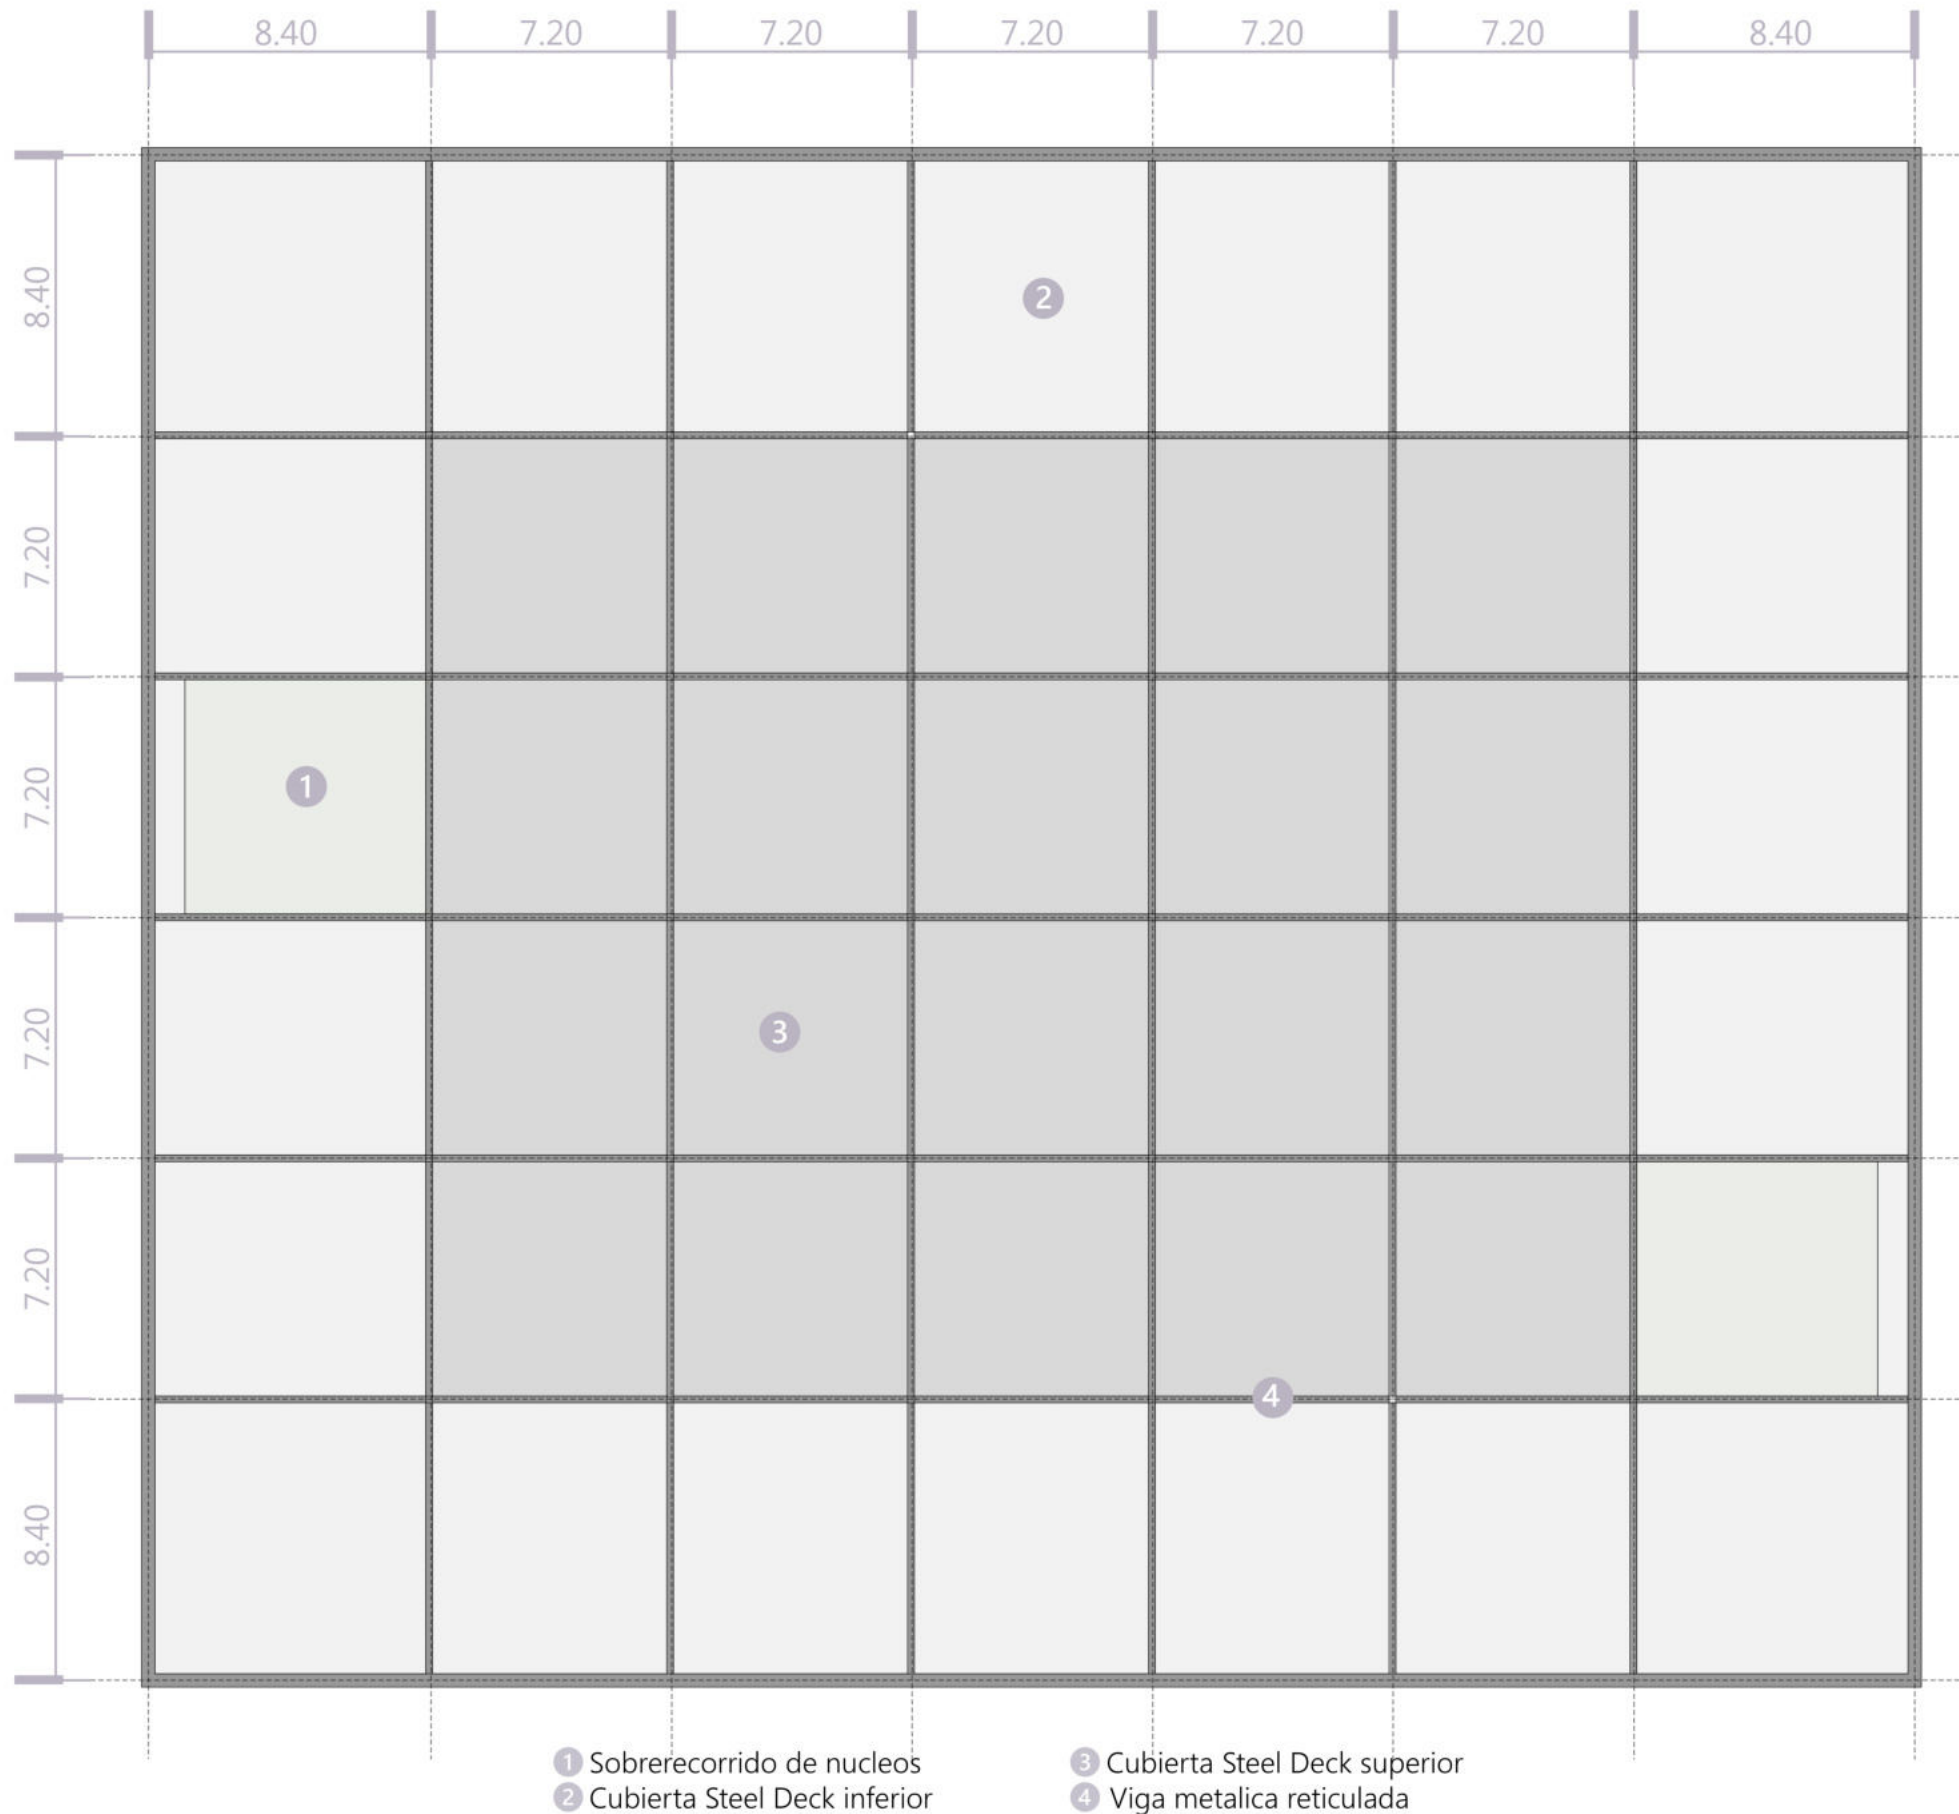 8.40 7.20 7.20 7.20 7.20 7.20 8.40
8.40
2
7.20
7.20
1
7.20
3
7.20
4
8.40
1 Sobrerecorrido de nucleos
2 Cubierta Steel Deck inferior
3 Cubierta Steel Deck superior
4 Viga metalica reticulada